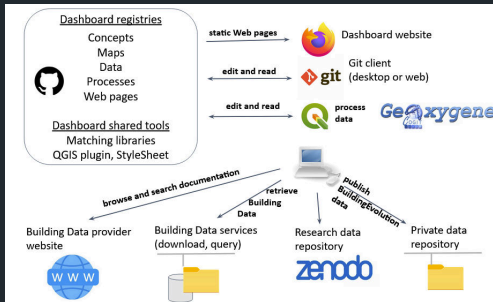 Dashboard registries
Concepts
Maps
Data
Processes
Web pages
Dashboard shared tools
Matching libraries
QGIS plugin, StyleSheet
static Web pages
Dashboard website
edit and read
git
Git client
(desktop or web)
edit and read
process
data
GeOxygene
browse and search documentation
retrieve
Building
Data
publish
BuildingEvolution
data
Building Data provider
website
WWW
Building Data services
(download, query)
Research data
repository
zenodo
Private data
repository